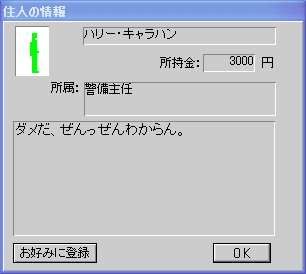 住人の情報
ハリー・キャラハン
所持金: 3000 円
所属: 警備主任
ダメだ、ぜんっぜんわからん。
お好みに登録 OK